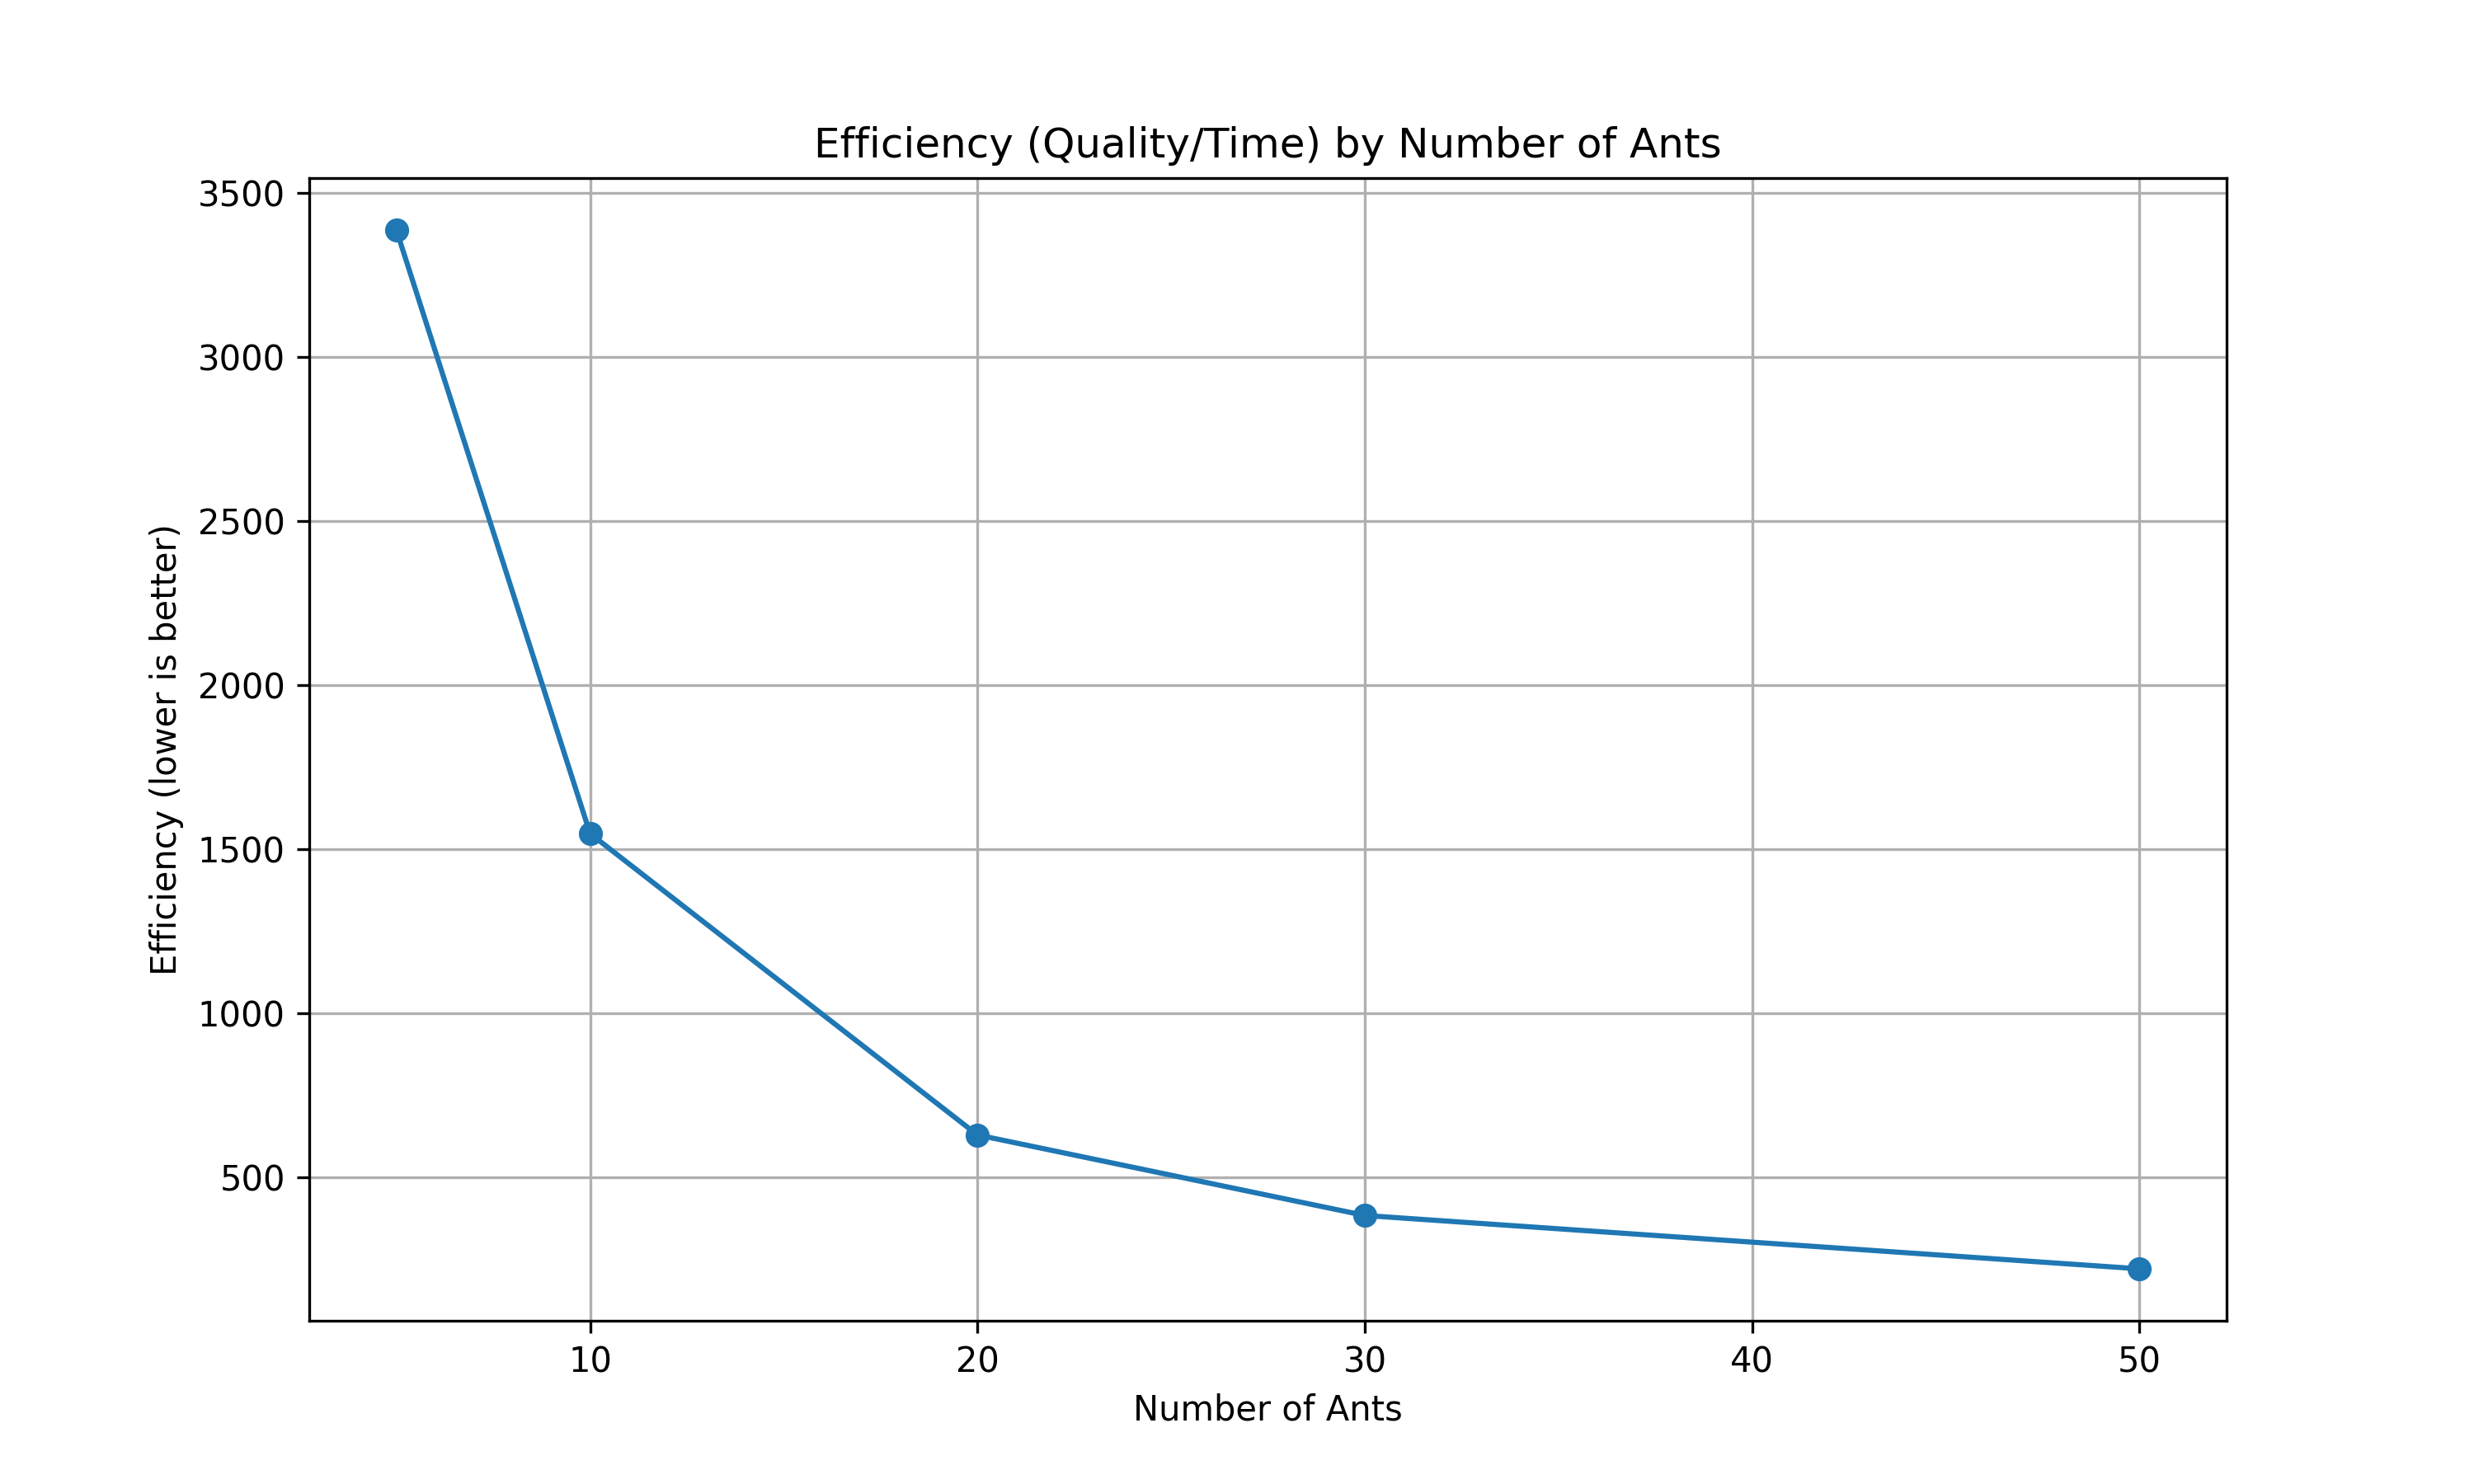 Efficiency (Quality/Time) by Number of Ants
Efficiency (lower is better)
3500
3000
2500
2000
1500
1000
500
10 20 30 40 50
Number of Ants